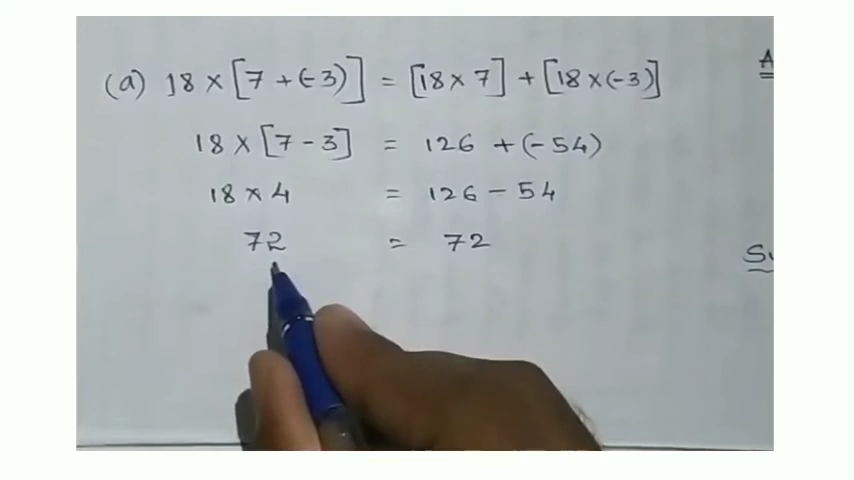 (a) 18 × [7 + (-3)] = [18 × 7] + [18 × (-3)]
18 × [7 - 3] = 126 + (-54)
18 × 4 = 126 - 54
72 = 72